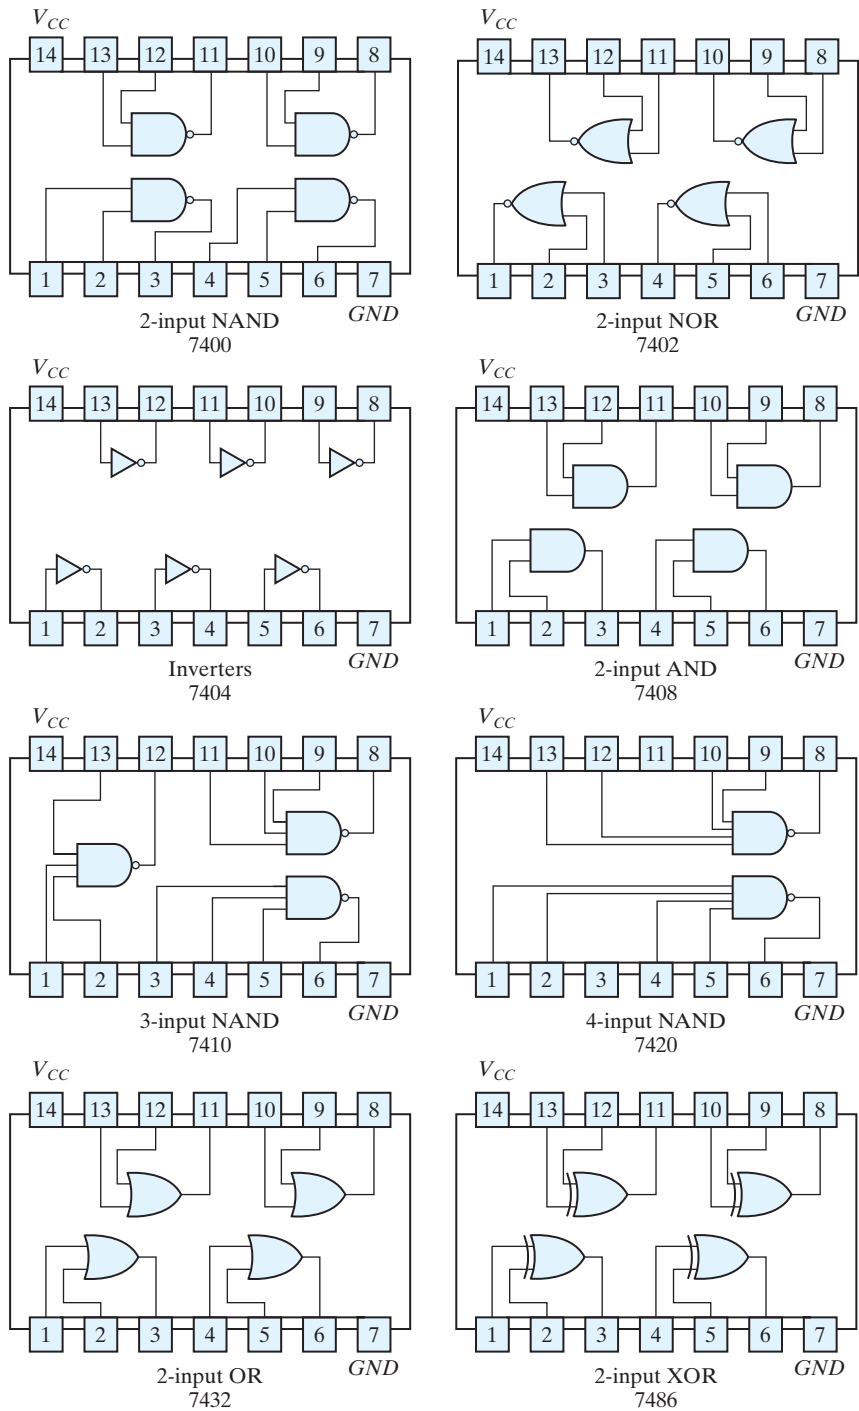 V_CC
14 13 12 11 10 9 8
1 2 3 4 5 6 7
GND
2-input NAND
7400
V_CC
14 13 12 11 10 9 8
1 2 3 4 5 6 7
GND
2-input NOR
7402
V_CC
14 13 12 11 10 9 8
1 2 3 4 5 6 7
GND
Inverters
7404
V_CC
14 13 12 11 10 9 8
1 2 3 4 5 6 7
GND
2-input AND
7408
V_CC
14 13 12 11 10 9 8
1 2 3 4 5 6 7
GND
3-input NAND
7410
V_CC
14 13 12 11 10 9 8
1 2 3 4 5 6 7
GND
4-input NAND
7420
V_CC
14 13 12 11 10 9 8
1 2 3 4 5 6 7
GND
2-input OR
7432
V_CC
14 13 12 11 10 9 8
1 2 3 4 5 6 7
GND
2-input XOR
7486